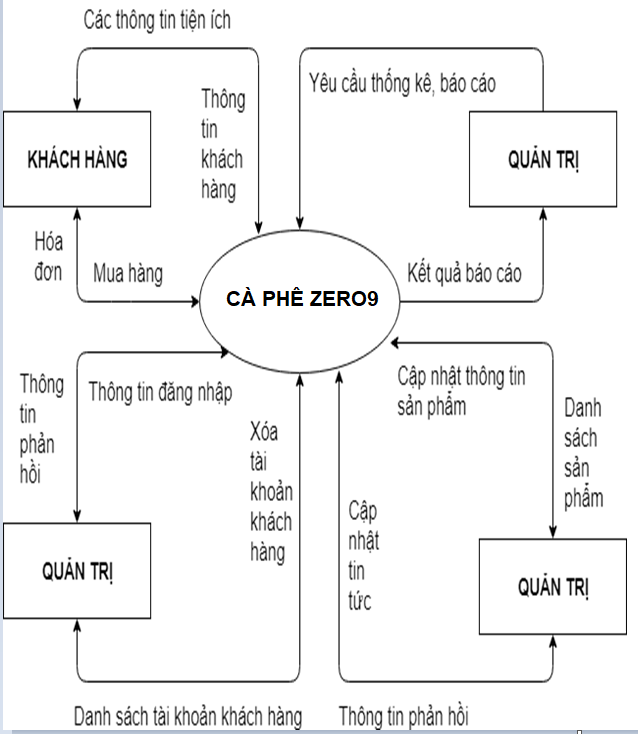 Các thông tin tiện ích
Thông
tin
khách
hàng
Yêu cầu thống kê, báo cáo
KHÁCH HÀNG
QUẢN TRỊ
Hóa
đơn
Mua hàng
CÀ PHÊ ZERO9
Kết quả báo cáo
Thông
tin
phản
hồi
Thông tin đăng nhập
Cập nhật thông tin
sản phẩm
Xóa
tài
khoản
khách
hàng
Danh
sách
sản
phẩm
Cập
nhật
tin
tức
QUẢN TRỊ
QUẢN TRỊ
Danh sách tài khoản khách hàng
Thông tin phản hồi